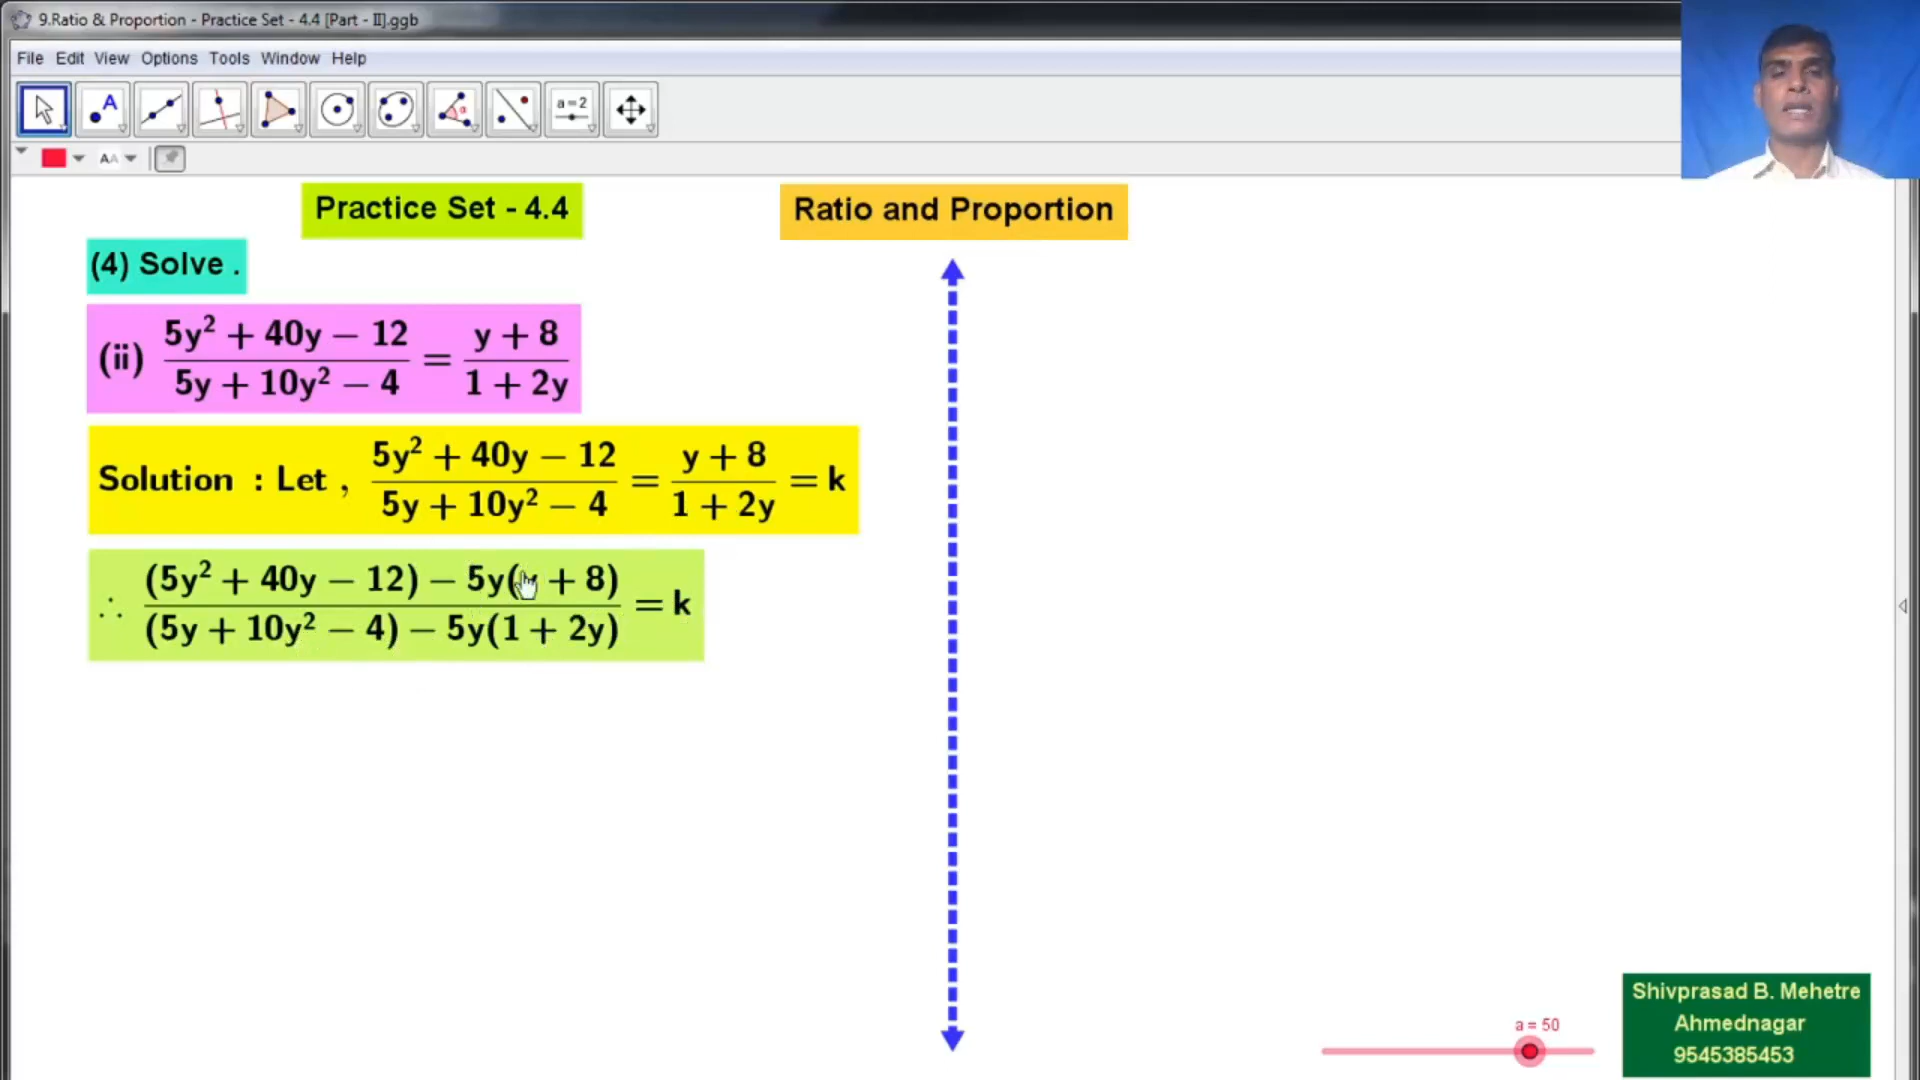 9.Ratio & Proportion - Practice Set - 4.4 [Part - II].ggb
File Edit View Options Tools Window Help
A
α
a = 2
AA
Practice Set - 4.4
Ratio and Proportion
(4) Solve .
(ii) (5y² + 40y − 12)/(5y + 10y² − 4) = (y + 8)/(1 + 2y)
Solution : Let , (5y² + 40y − 12)/(5y + 10y² − 4) = (y + 8)/(1 + 2y) = k
∴ ((5y² + 40y − 12) − 5y(y + 8))/((5y + 10y² − 4) − 5y(1 + 2y)) = k
a = 50
Shivprasad B. Mehetre
Ahmednagar
9545385453